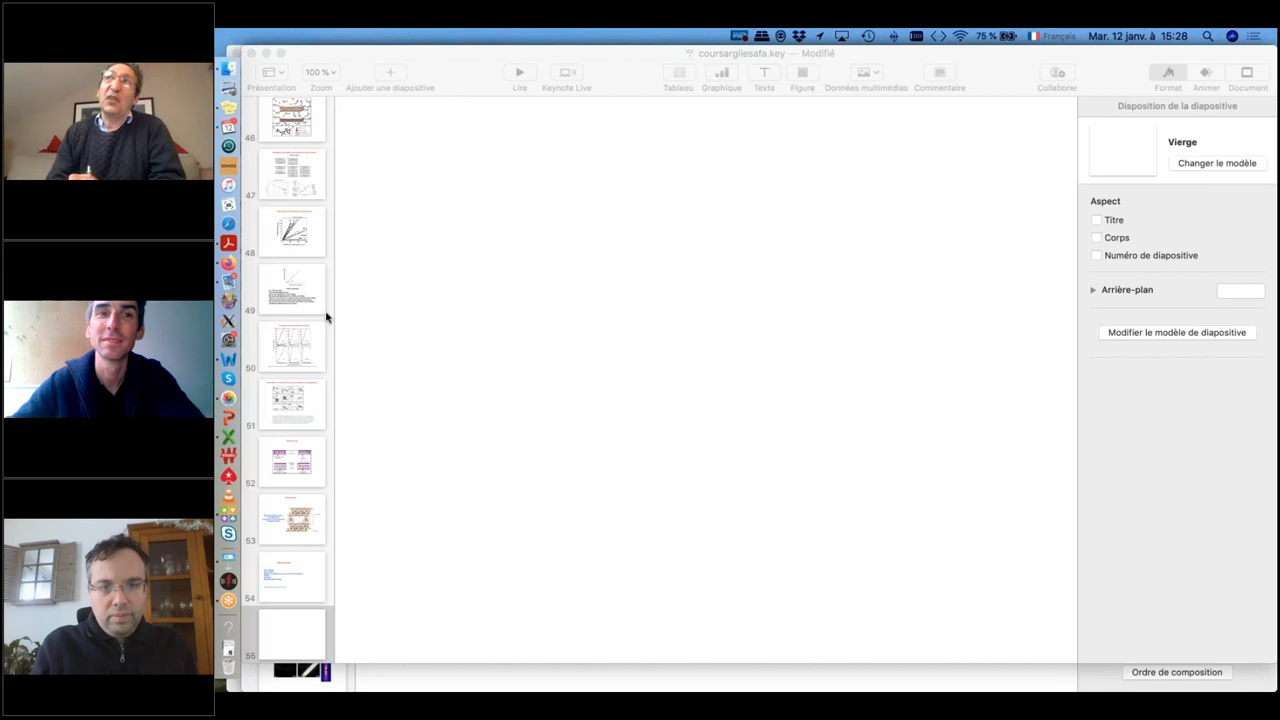 75 %
Français
Mar. 12 janv. à 15:28
coursargilesafa.key — Modifié
100 %
Présentation
Zoom
Ajouter une diapositive
Lire
Keynote Live
Tableau
Graphique
Texte
Figure
Données multimédias
Commentaire
Collaborer
Format
Animer
Document
46
47
48
49
50
51
52
53
54
55
Disposition de la diapositive
Vierge
Changer le modèle
Aspect
Titre
Corps
Numéro de diapositive
Arrière-plan
Modifier le modèle de diapositive
Ordre de composition
12
SONOS